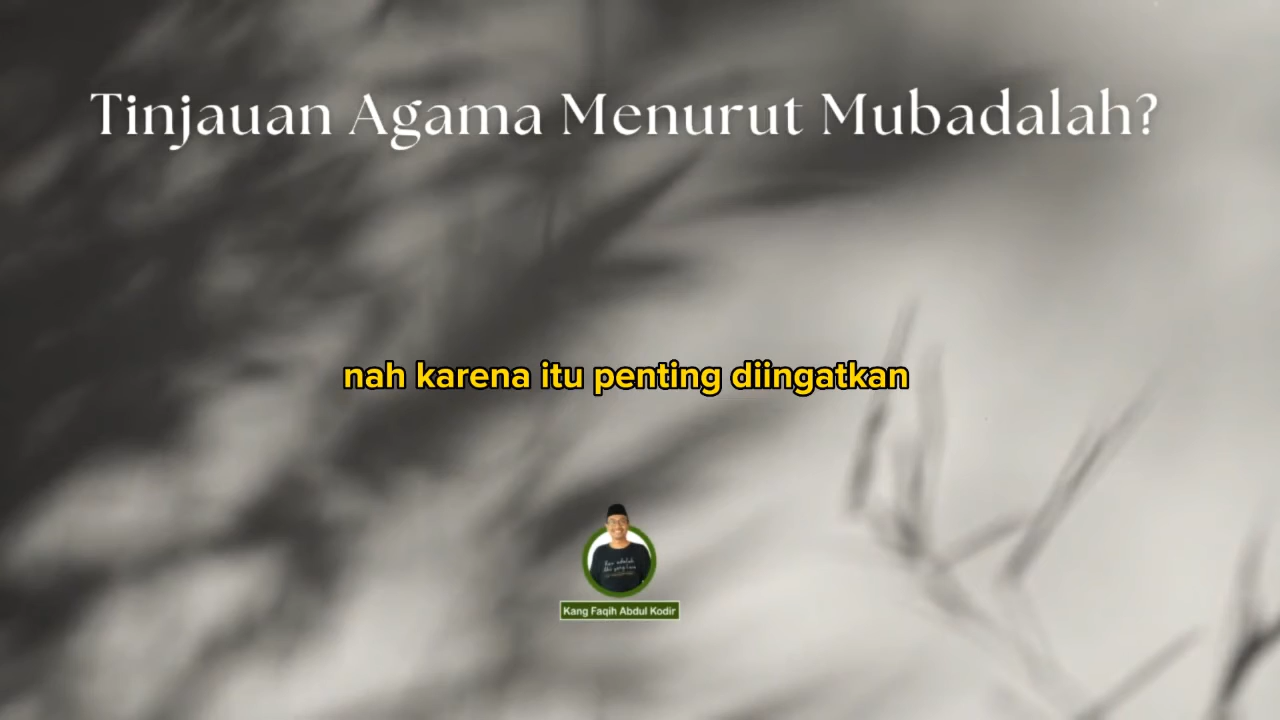 Tinjauan Agama Menurut Mubadalah?
nah karena itu penting diingatkan
Kang Faqih Abdul Kodir